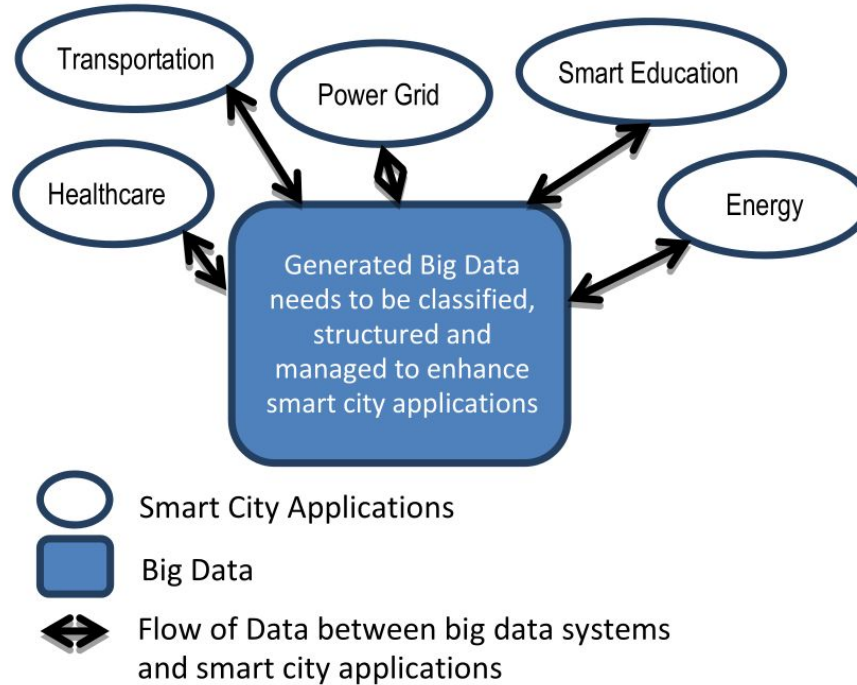 Transportation
Power Grid
Smart Education
Healthcare
Energy
Generated Big Data
needs to be classified,
structured and
managed to enhance
smart city applications
Smart City Applications
Big Data
Flow of Data between big data systems
and smart city applications